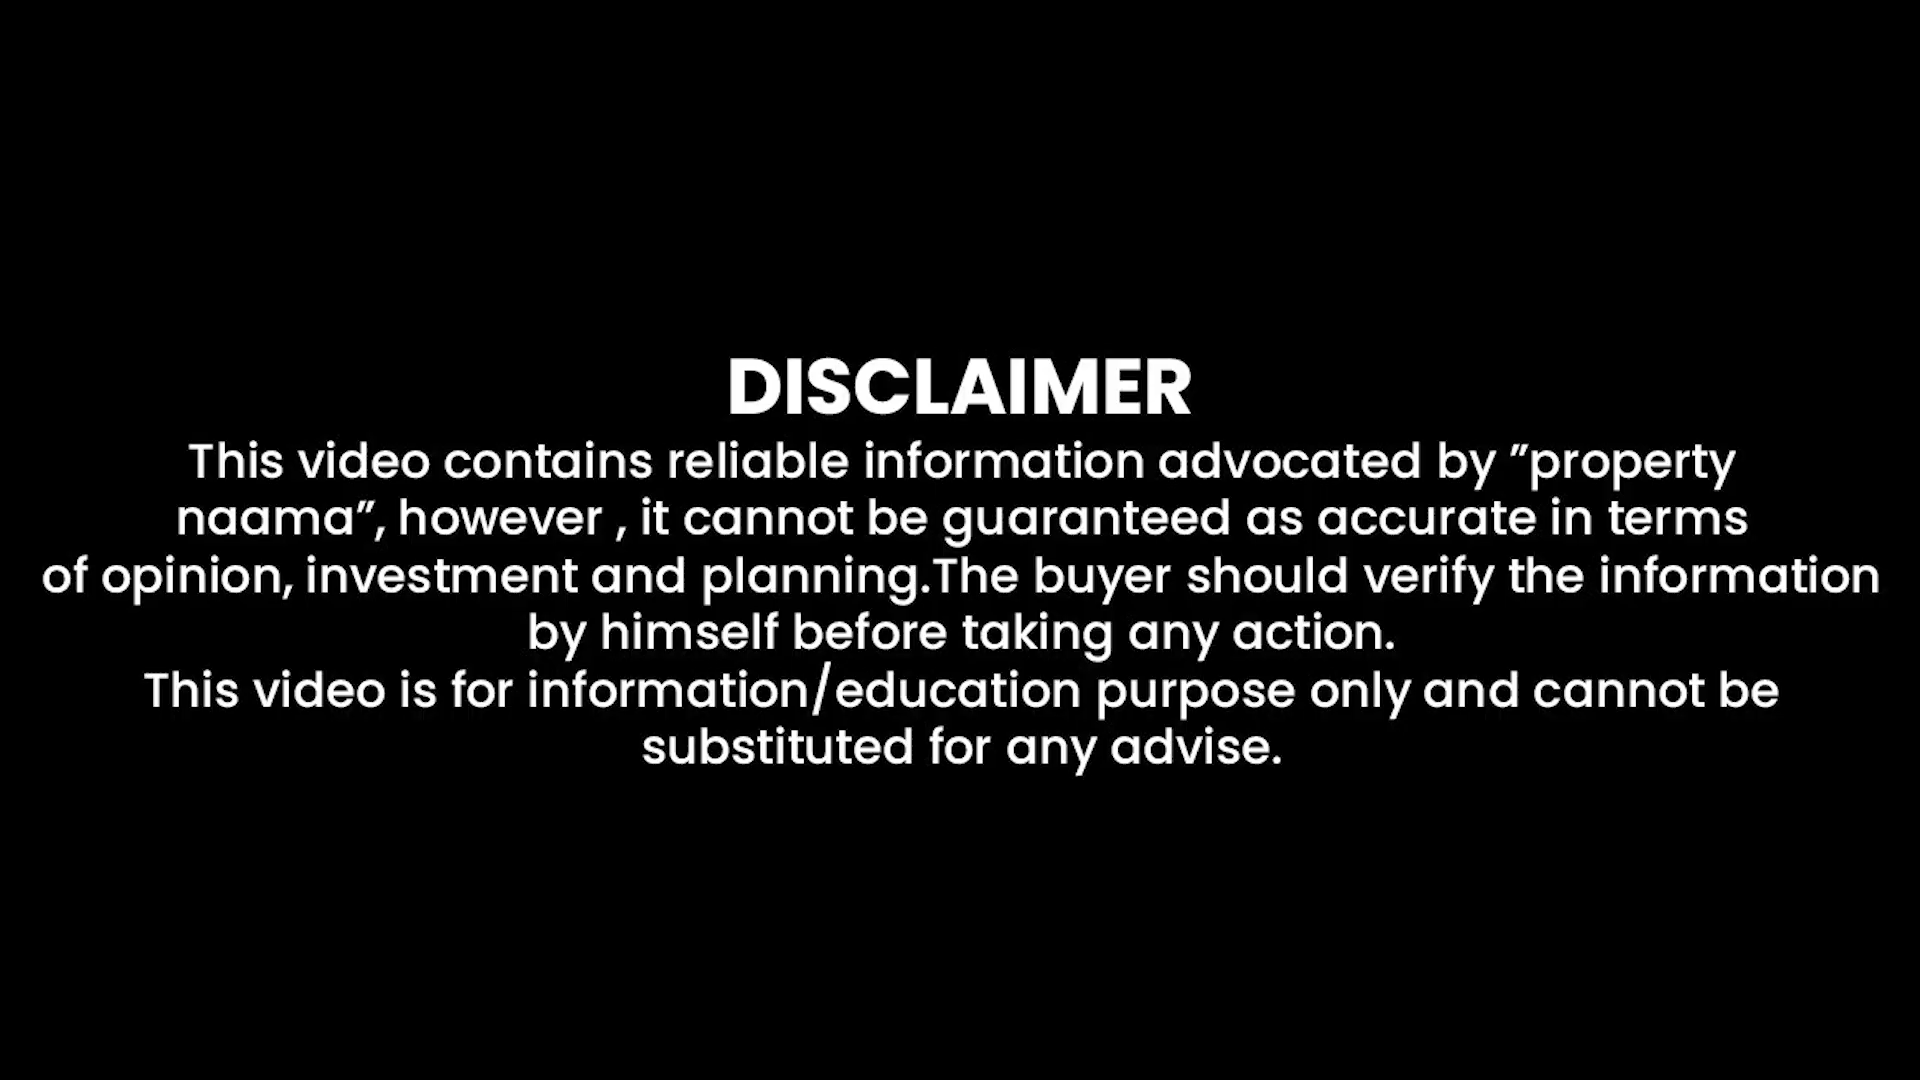 DISCLAIMER
This video contains reliable information advocated by ”property
naama”, however , it cannot be guaranteed as accurate in terms
of opinion, investment and planning.The buyer should verify the information
by himself before taking any action.
This video is for information/education purpose only and cannot be
substituted for any advise.